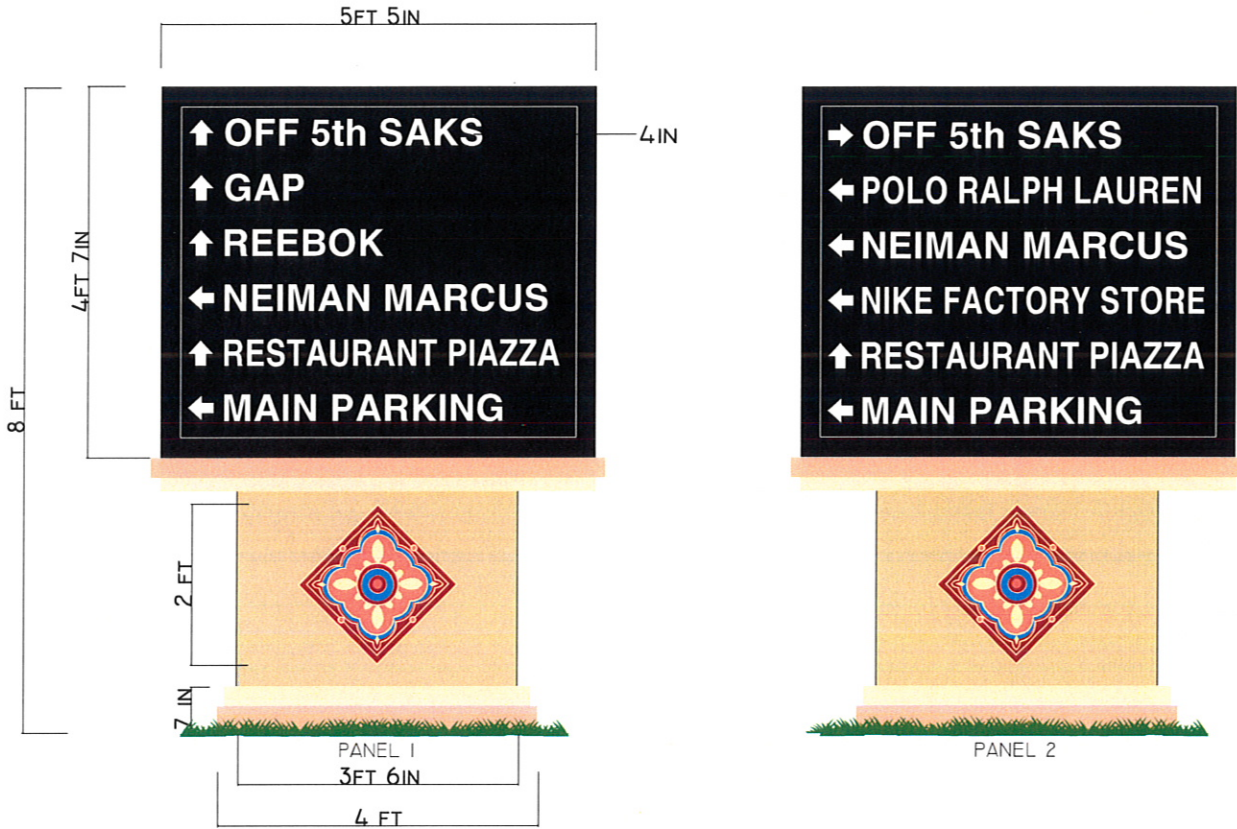 5FT 5IN
4IN
4FT 7IN
8 FT
2 FT
7 IN
↑ OFF 5th SAKS
↑ GAP
↑ REEBOK
← NEIMAN MARCUS
↑ RESTAURANT PIAZZA
← MAIN PARKING
PANEL 1
3FT 6IN
4 FT
→ OFF 5th SAKS
← POLO RALPH LAUREN
← NEIMAN MARCUS
← NIKE FACTORY STORE
↑ RESTAURANT PIAZZA
← MAIN PARKING
PANEL 2